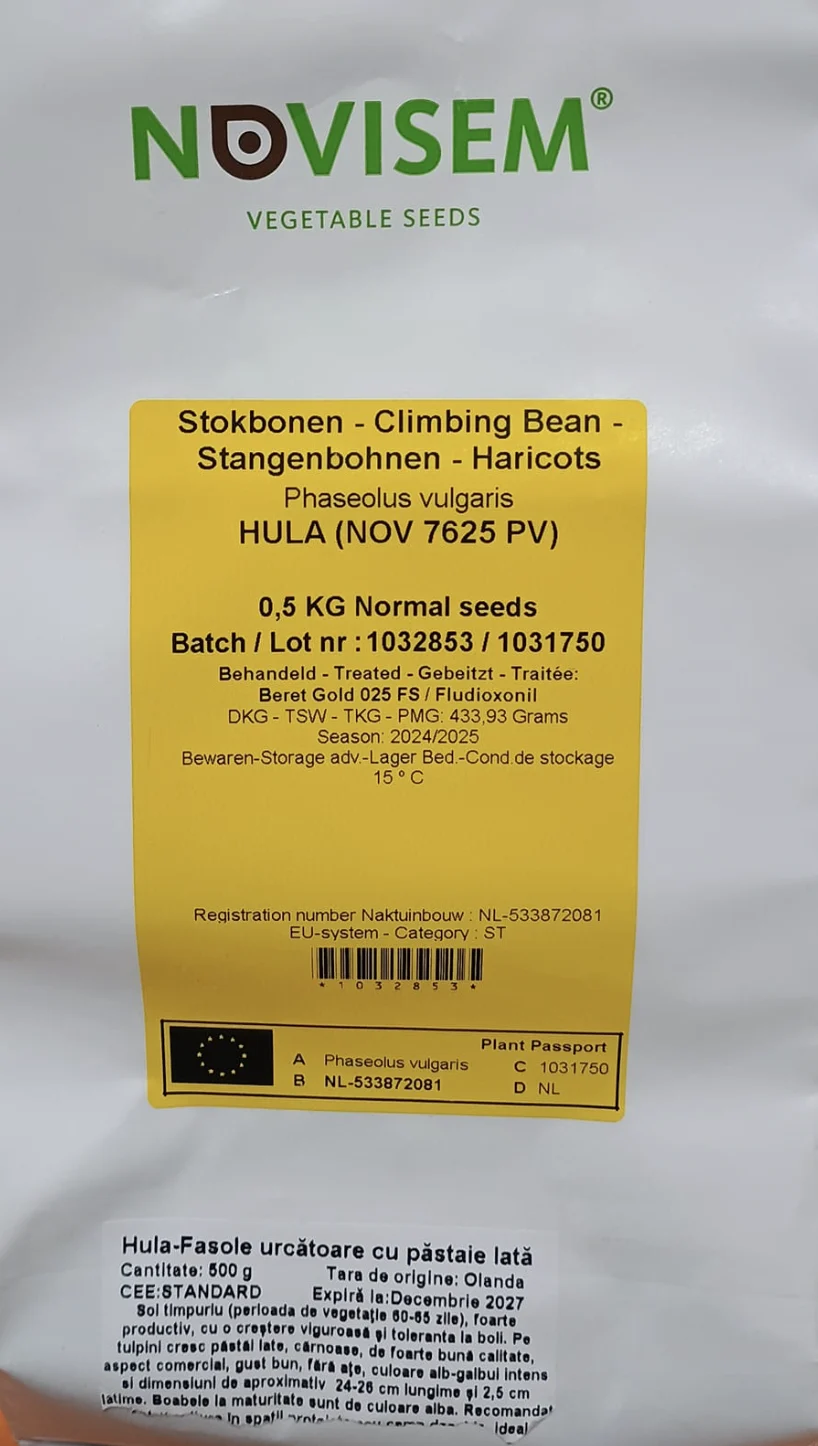 NOVISEM®
VEGETABLE SEEDS
Stokbonen - Climbing Bean -
Stangenbohnen - Haricots
Phaseolus vulgaris
HULA (NOV 7625 PV)
0,5 KG Normal seeds
Batch / Lot nr : 1032853 / 1031750
Behandeld - Treated - Gebeitzt - Traitée:
Beret Gold 025 FS / Fludioxonil
DKG - TSW - TKG - PMG: 433,93 Grams
Season: 2024/2025
Bewaren-Storage adv.-Lager Bed.-Cond.de stockage
15 ° C
Registration number Naktuinbouw : NL-533872081
EU-system - Category : ST
*1032853*
Plant Passport
A Phaseolus vulgaris C 1031750
B NL-533872081 D NL
Hula-Fasole urcătoare cu păstaie lată
Cantitate: 500 g Tara de origine: Olanda
CEE:STANDARD Expiră la:Decembrie 2027
Soi timpuriu (perioada de vegetație 60-65 zile), foarte
productiv, cu o creștere viguroasă și toleranta la boli. Pe
tulpini cresc păstăi late, cărnoase, de foarte bună calitate,
aspect comercial, gust bun, fără ațe, culoare alb-galbui intens
si dimensiuni de aproximativ 24-26 cm lungime și 2,5 cm
latime. Boabele la maturitate sunt de culoare alba. Recomandat
in spatii
Ideal